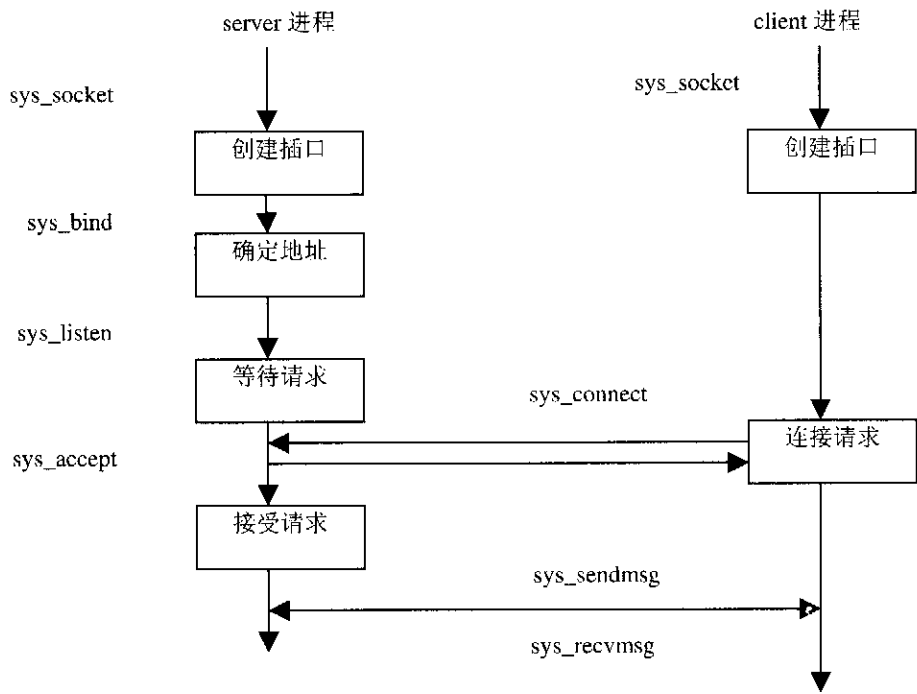 server 进程
client 进程
sys_socket
sys_socket
创建插口
创建插口
sys_bind
确定地址
sys_listen
等待请求
sys_connect
连接请求
sys_accept
接受请求
sys_sendmsg
sys_recvmsg